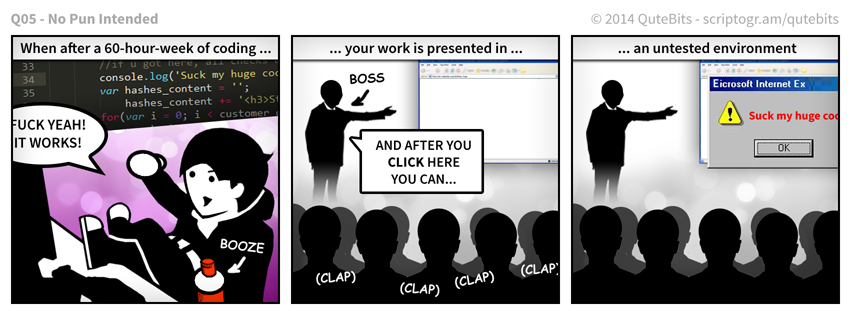 Q05 - No Pun Intended
© 2014 QuteBits - scriptogr.am/qutebits
When after a 60-hour-week of coding ...
33
34 console.log('Suck my huge coc
35 var hashes_content = '';
hashes_content += '<h3>St
for(var i = 0; i < customer
FUCK YEAH!
IT WORKS!
BOOZE
... your work is presented in ...
BOSS
AND AFTER YOU
CLICK HERE
YOU CAN...
(CLAP)
(CLAP)
(CLAP)
(CLAP)
... an untested environment
Eicrosoft Internet Ex
Suck my huge coc
OK